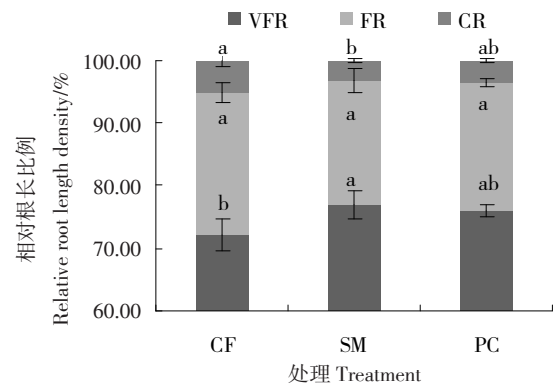 VFR FR CR
a b ab
100.00
a a a
90.00
80.00
b a ab
70.00
60.00
相对根长比例
Relative root length density/%
CF SM PC
处理 Treatment